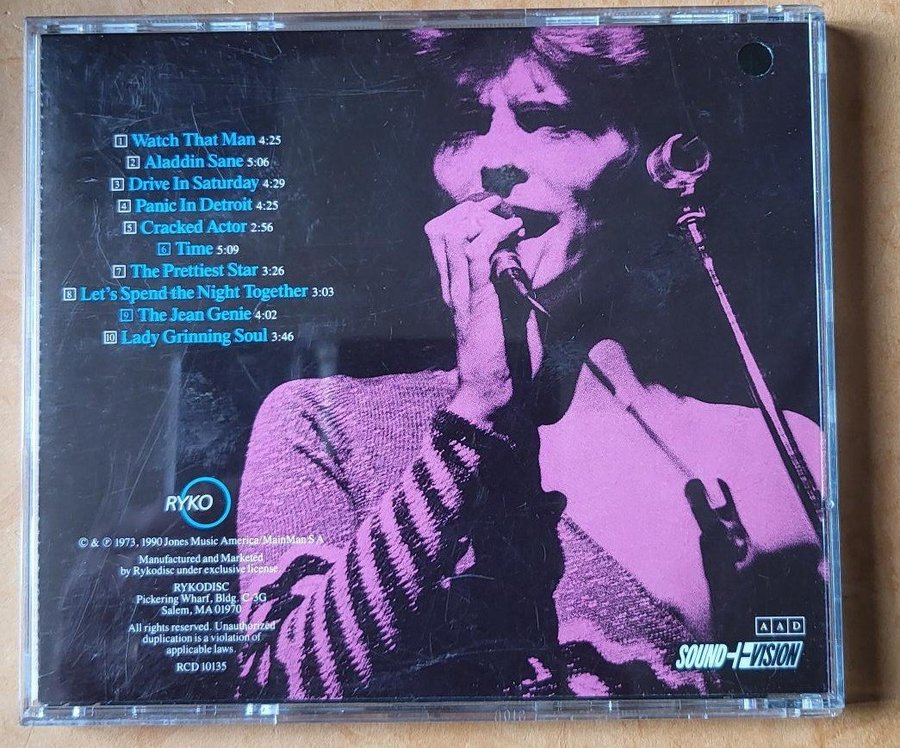 1 Watch That Man 4:25
2 Aladdin Sane 5:06
3 Drive In Saturday 4:29
4 Panic In Detroit 4:25
5 Cracked Actor 2:56
6 Time 5:09
7 The Prettiest Star 3:26
8 Let's Spend the Night Together 3:03
9 The Jean Genie 4:02
10 Lady Grinning Soul 3:46
RYKO
© & ℗ 1973, 1990 Jones Music America/MainMan S A
Manufactured and Marketed
by Rykodisc under exclusive license
RYKODISC
Pickering Wharf, Bldg. C-3G
Salem, MA 01970
All rights reserved. Unauthorized
duplication is a violation of
applicable laws.
RCD 10135
AAD
SOUND+VISION